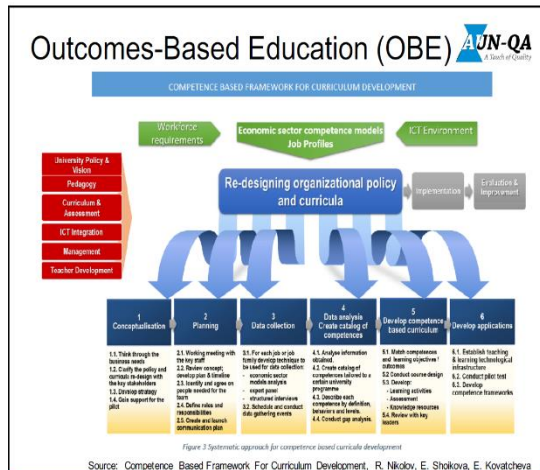 Outcomes-Based Education (OBE)
AUN-QA
A Touch of Quality
COMPETENCE BASED FRAMEWORK FOR CURRICULUM DEVELOPMENT
Workforce
requirements
Economic sector competence models
Job Profiles
ICT Environment
University Policy &
Vision
Pedagogy
Curriculum &
Assessment
ICT Integration
Management
Teacher Development
Re-designing organizational policy
and curricula
Implementation
Evaluation &
Improvement
1
Conceptualisation
1.1. Think through the
business needs
1.2. Clarify the policy and
curricula re-design with
the key stakeholders
1.3. Develop strategy
1.4. Gain support for the
pilot
2
Planning
2.1. Working meeting with
the key staff
2.2. Review concept;
develop plan & timeline
2.3. Identify and agree on
people needed for the
team
2.4. Define roles and
responsibilities
2.5. Create and launch
communication plan
3
Data collection
3.1. For each job or job
family develop technique to
be used for data collection:
- economic sector
models analysis
- expert panel
- structured interviews
3.2. Schedule and conduct
data gathering events
4
Data analysis
Create catalog of
competences
4.1. Analyse information
obtained.
4.2. Create catalog of
competences tailored to a
certain university
programme
4.3. Describe each
competence by definition,
behaviors and levels.
4.4. Conduct gap analysis.
5
Develop competence
based curriculum
5.1. Match competences
and learning objectives /
outcomes
5.2. Conduct course design
5.3. Develop:
- Learning activities
- Assessment
- Knowledge resources
5.4. Review with key
leaders
6
Develop applications
6.1. Establish teaching
& learning technological
infrastructure
6.2. Conduct pilot test
6.3. Develop
competence frameworks
Figure 3 Systematic approach for competence based curricula development
Source: Competence Based Framework For Curriculum Development, R. Nikolov, E. Shoikova, E. Kovatcheva